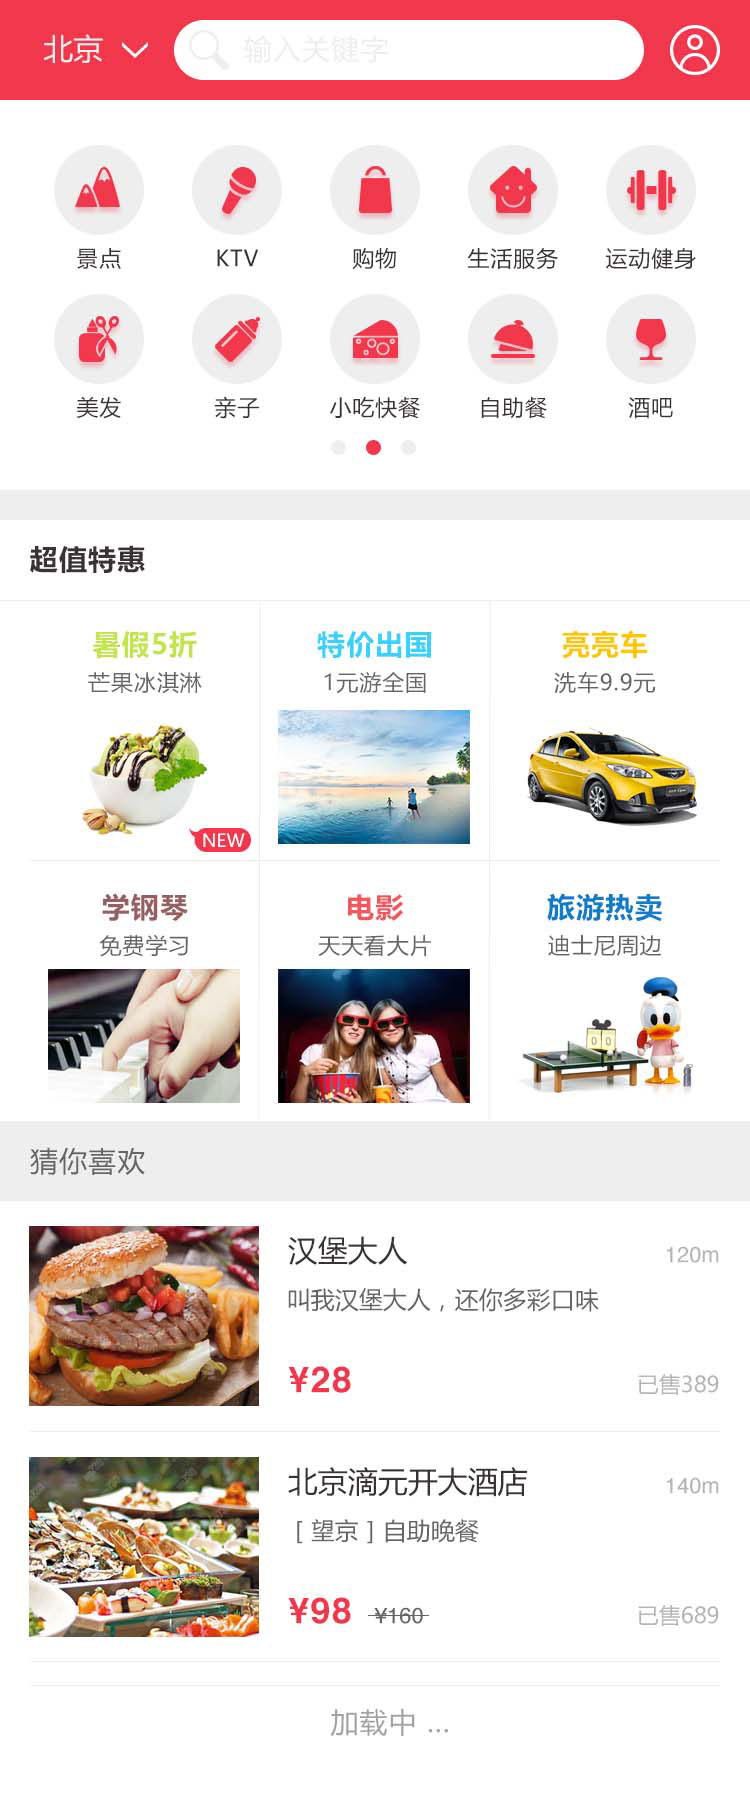 北京
输入关键字
景点
KTV
购物
生活服务
运动健身
美发
亲子
小吃快餐
自助餐
酒吧
超值特惠
暑假5折
芒果冰淇淋
NEW
特价出国
1元游全国
亮亮车
洗车9.9元
学钢琴
免费学习
电影
天天看大片
旅游热卖
迪士尼周边
猜你喜欢
汉堡大人
120m
叫我汉堡大人，还你多彩口味
¥28
已售389
北京滴元开大酒店
140m
[ 望京 ] 自助晚餐
¥98 ¥160
已售689
加载中 ...